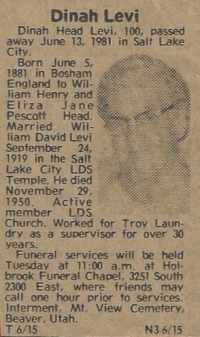 Dinah Levi
Dinah Head Levi, 100, passed
away June 13, 1981 in Salt Lake
City.
Born June 5,
1881 in Bosham
England to Wil-
liam Henry and
Eliza Jane
Pescott Head.
Married Wil-
liam David Levi
September 24,
1919 in the Salt
Lake City LDS
Temple. He died
November 29,
1950. Active
member LDS
Church. Worked for Troy Laun-
dry as a supervisor for over 30
years.
Funeral services will be held
Tuesday at 11:00 a.m. at Hol-
brook Funeral Chapel, 3251 South
2300 East, where friends may
call one hour prior to services.
Interment, Mt. View Cemetery,
Beaver, Utah.
T 6/15 N3 6/15